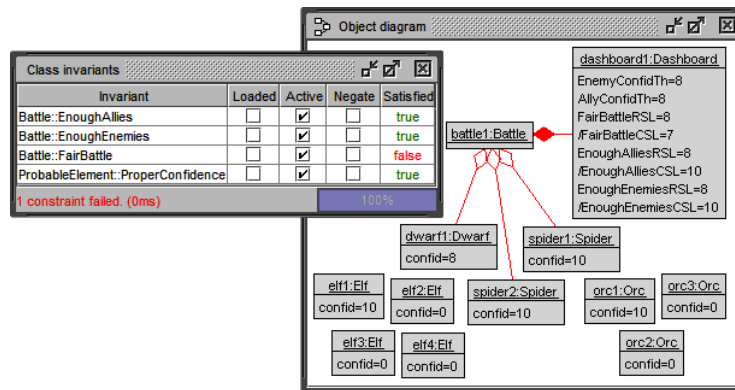 Object diagram
Class invariants
Invariant Loaded Active Negate Satisfied
Battle::EnoughAllies true
Battle::EnoughEnemies true
Battle::FairBattle false
ProbableElement::ProperConfidence true
1 constraint failed. (0ms) 100%
dashboard1:Dashboard
EnemyConfidTh=8
AllyConfidTh=8
FairBattleRSL=8
/FairBattleCSL=7
EnoughAlliesRSL=8
/EnoughAlliesCSL=10
EnoughEnemiesRSL=8
/EnoughEnemiesCSL=10
battle1:Battle
dwarf1:Dwarf
confid=8
spider1:Spider
confid=10
elf1:Elf
confid=10
elf2:Elf
confid=0
spider2:Spider
confid=10
orc1:Orc
confid=10
orc3:Orc
confid=0
elf3:Elf
confid=0
elf4:Elf
confid=0
orc2:Orc
confid=0